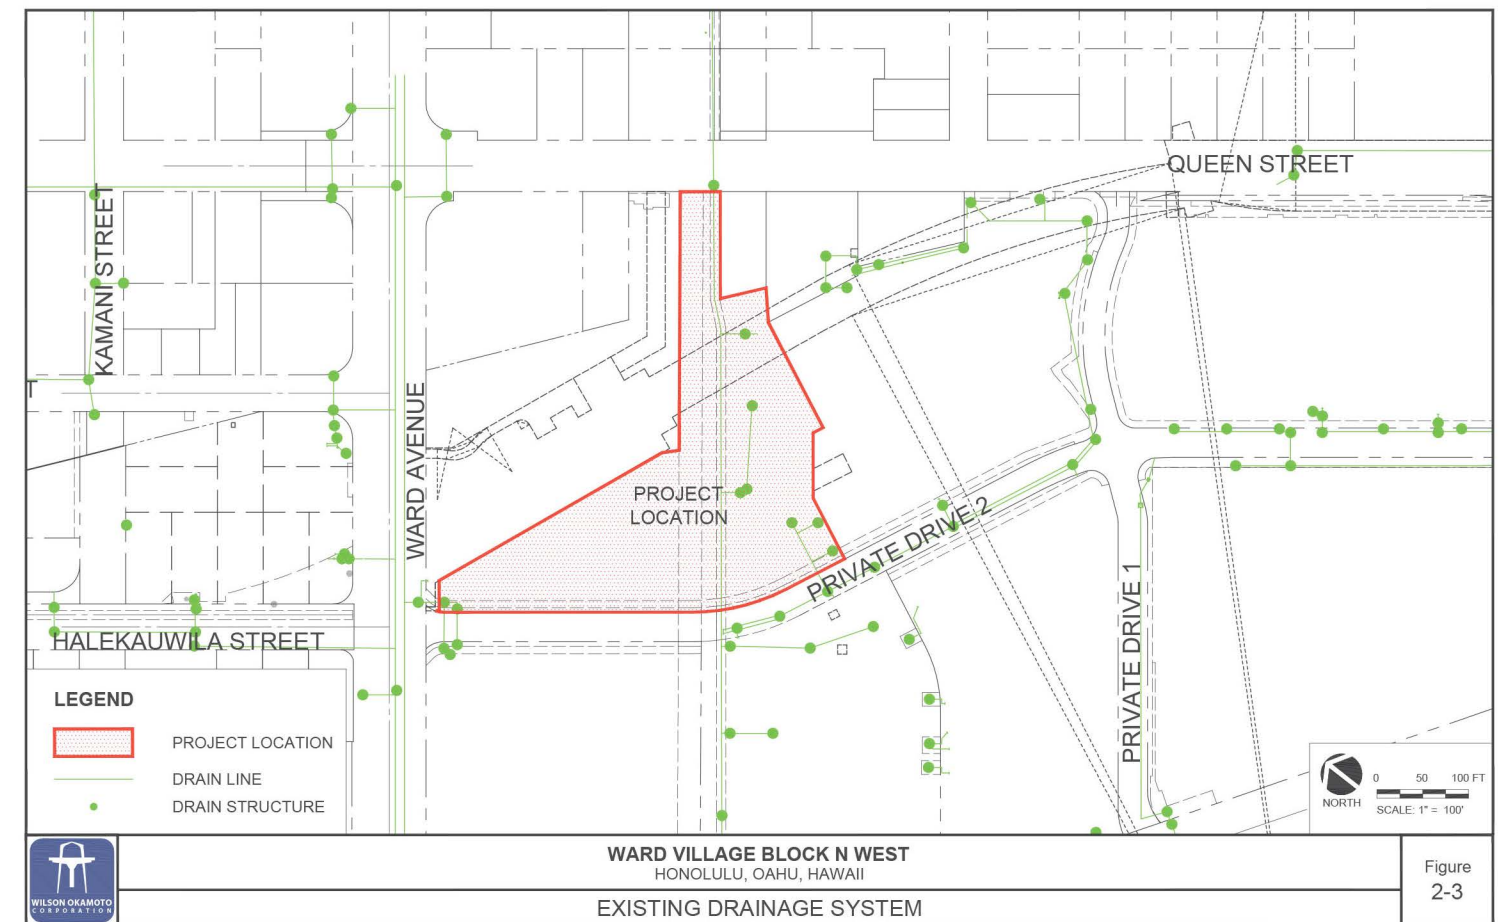 QUEEN STREET
KAMANI STREET
T
WARD AVENUE
PROJECT
LOCATION
PRIVATE DRIVE 2
PRIVATE DRIVE 1
HALEKAUWILA STREET
LEGEND
PROJECT LOCATION
DRAIN LINE
DRAIN STRUCTURE
NORTH
0 50 100 FT
SCALE: 1" = 100'
WILSON OKAMOTO
CORPORATION
WARD VILLAGE BLOCK N WEST
HONOLULU, OAHU, HAWAII
EXISTING DRAINAGE SYSTEM
Figure
2-3